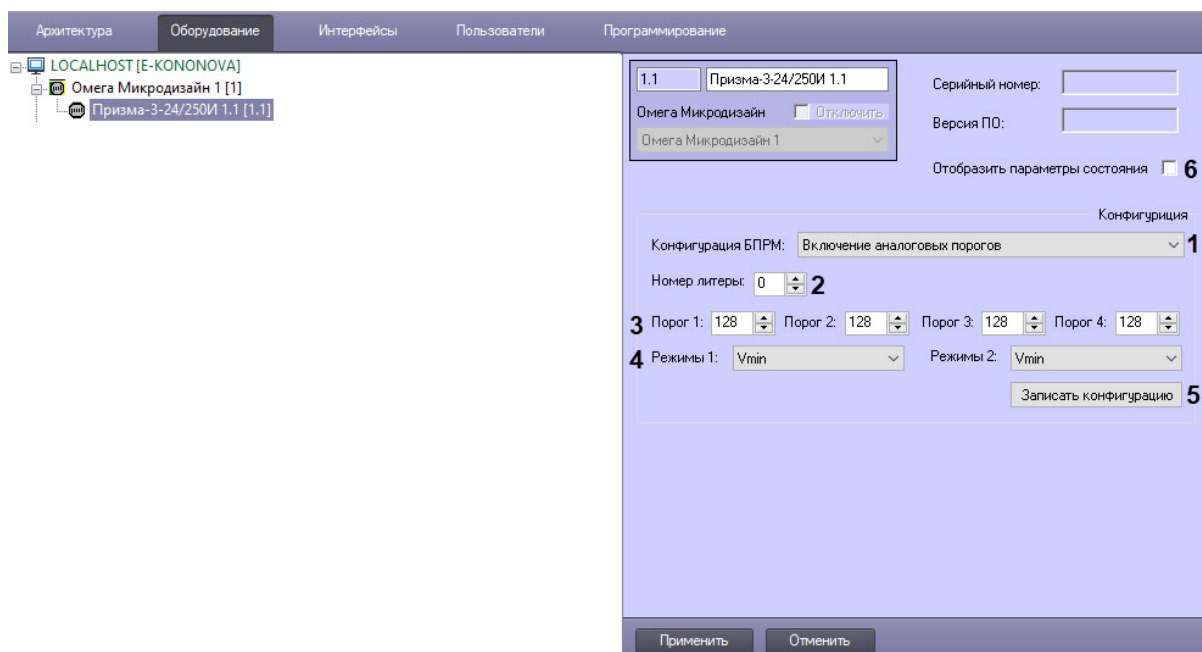 Архитектура Оборудование Интерфейсы Пользователи Программирование
LOCALHOST [E-KONONOVA]
Омега Микродизайн 1 [1]
Призма-3-24/250И 1.1 [1.1]
1.1 Призма-3-24/250И 1.1
Омега Микродизайн Отключить
Омега Микродизайн 1
Серийный номер:
Версия ПО:
Отобразить параметры состояния 6
Конфигуриция
Конфигурация БПРМ: Включение аналоговых порогов 1
Номер литеры: 0 2
3 Порог 1: 128 Порог 2: 128 Порог 3: 128 Порог 4: 128
4 Режимы 1: Vmin Режимы 2: Vmin
Записать конфигурацию 5
Применить Отменить